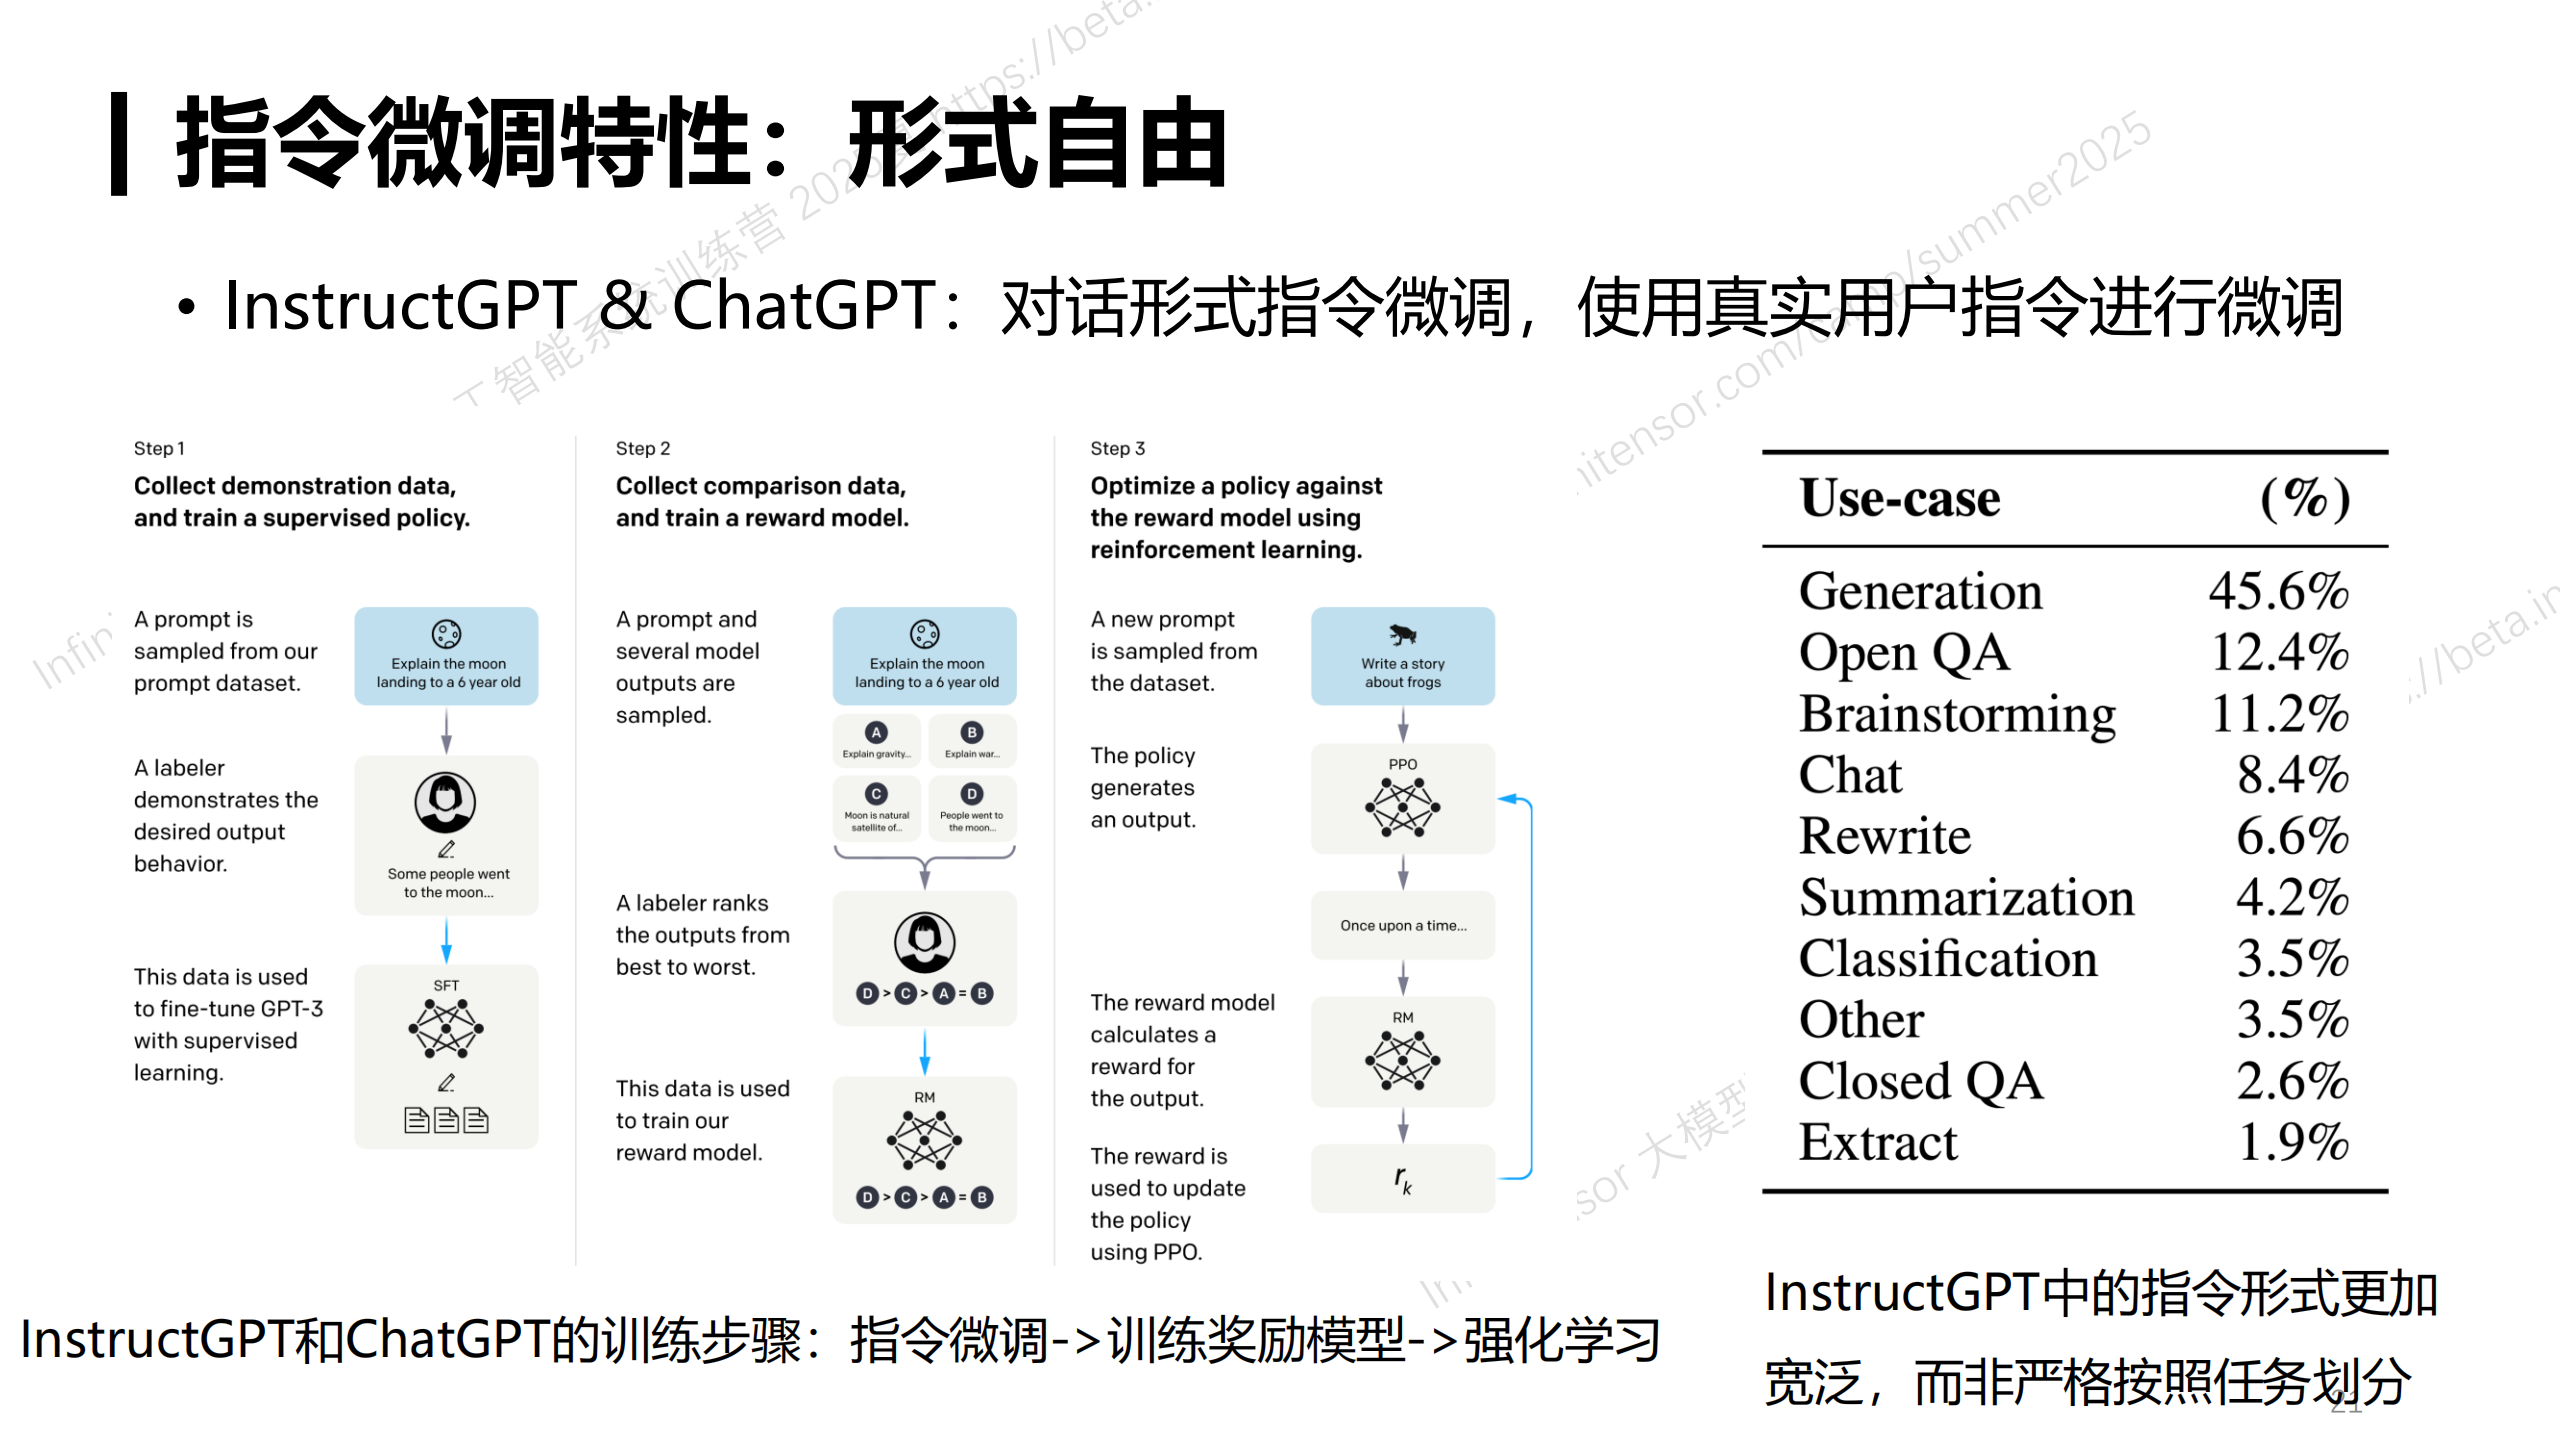 指令微调特性：形式自由
• InstructGPT & ChatGPT：对话形式指令微调，使用真实用户指令进行微调
Step 1
Collect demonstration data,
and train a supervised policy.
A prompt is
sampled from our
prompt dataset.
Explain the moon
landing to a 6 year old
A labeler
demonstrates the
desired output
behavior.
Some people went
to the moon...
This data is used
to fine-tune GPT-3
with supervised
learning.
SFT
Step 2
Collect comparison data,
and train a reward model.
A prompt and
several model
outputs are
sampled.
Explain the moon
landing to a 6 year old
A
Explain gravity...
B
Explain war...
C
Moon is natural
satellite of...
D
People went to
the moon...
A labeler ranks
the outputs from
best to worst.
D > C > A = B
This data is used
to train our
reward model.
RM
D > C > A = B
Step 3
Optimize a policy against
the reward model using
reinforcement learning.
A new prompt
is sampled from
the dataset.
Write a story
about frogs
The policy
generates
an output.
PPO
Once upon a time...
The reward model
calculates a
reward for
the output.
RM
The reward is
used to update
the policy
using PPO.
rk
Use-case (%)
Generation 45.6%
Open QA 12.4%
Brainstorming 11.2%
Chat 8.4%
Rewrite 6.6%
Summarization 4.2%
Classification 3.5%
Other 3.5%
Closed QA 2.6%
Extract 1.9%
InstructGPT和ChatGPT的训练步骤：指令微调->训练奖励模型->强化学习
InstructGPT中的指令形式更加
宽泛，而非严格按照任务划分
21